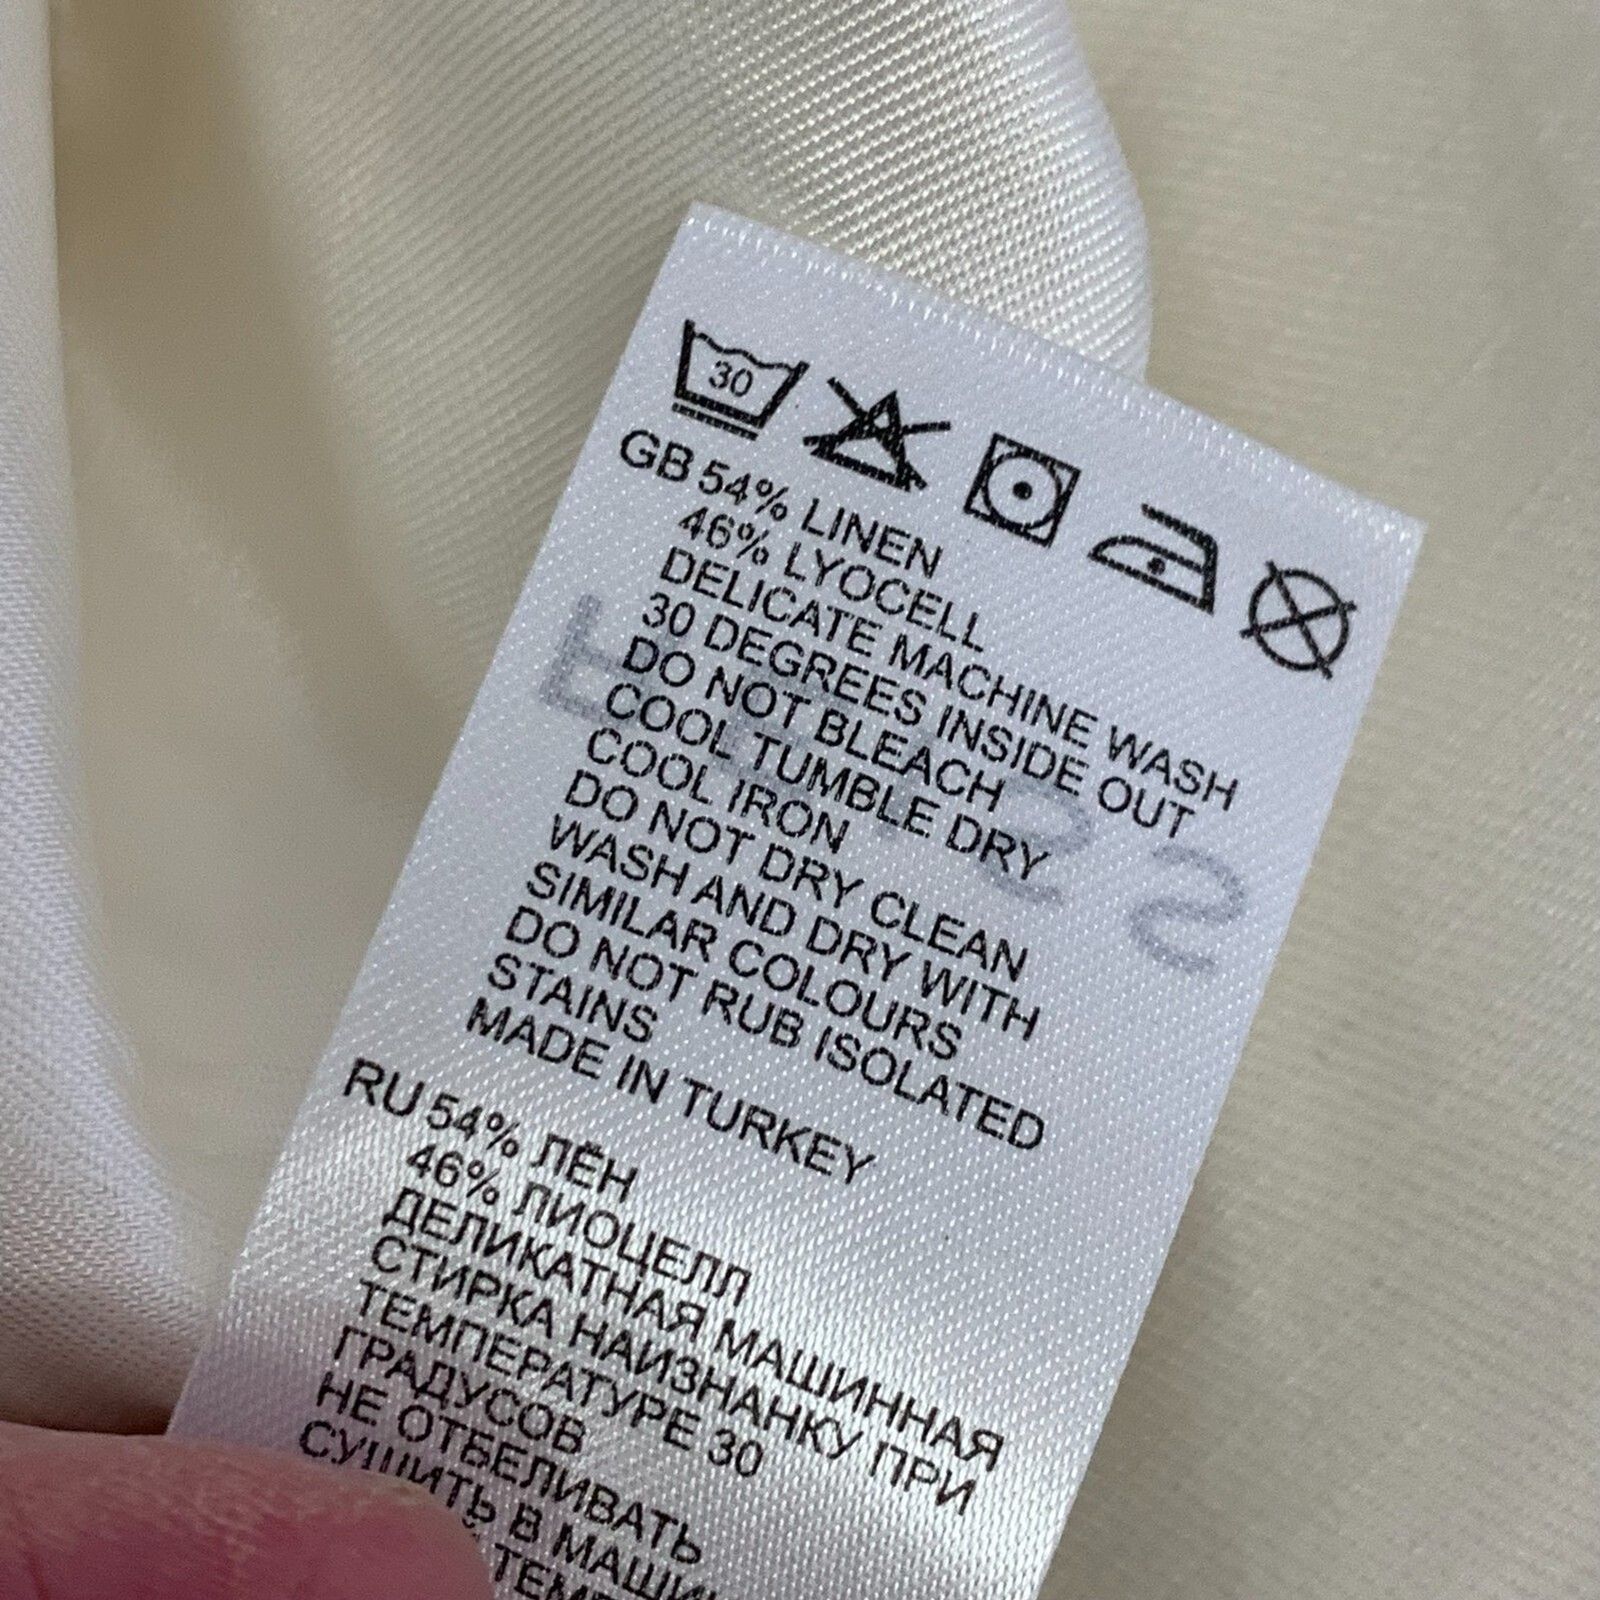 30
GB 54% LINEN
46% LYOCELL
DELICATE MACHINE WASH
30 DEGREES INSIDE OUT
DO NOT BLEACH
COOL TUMBLE DRY
COOL IRON
DO NOT DRY CLEAN
WASH AND DRY WITH
SIMILAR COLOURS
DO NOT RUB ISOLATED
STAINS
MADE IN TURKEY
RU 54% ЛЁН
46% ЛИОЦЕЛЛ
ДЕЛИКАТНАЯ МАШИННАЯ
СТИРКА НАИЗНАНКУ ПРИ
ТЕМПЕРАТУРЕ 30
ГРАДУСОВ
НЕ ОТБЕЛИВАТЬ
СУШИТЬ В